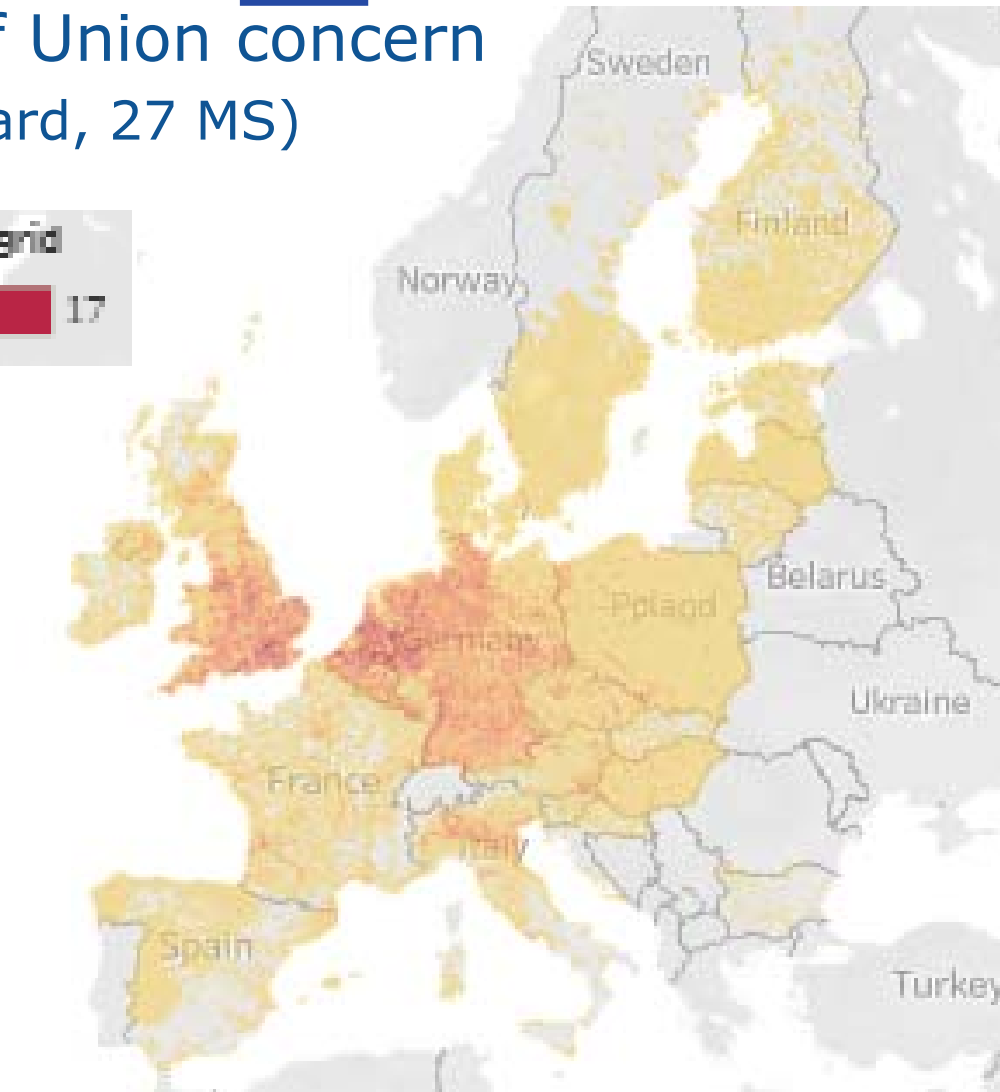 f Union concern
ard, 27 MS)
grid
17
Sweden
Finland
Norway
Belarus
Poland
Germany
Ukraine
France
Italy
Spain
Turkey